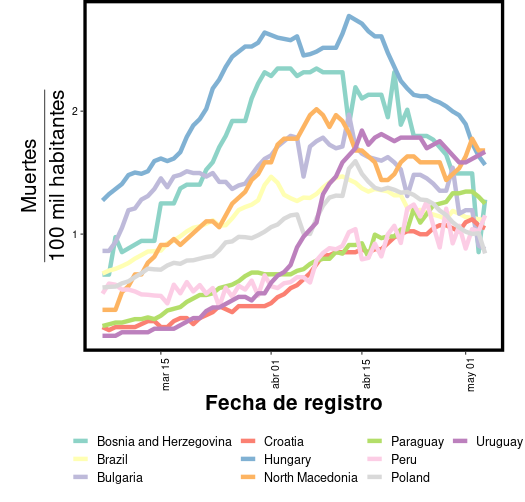 Muertes
100 mil habitantes
2
1
mar 15
abr 01
abr 15
may 01
Fecha de registro
Bosnia and Herzegovina
Croatia
Paraguay
Uruguay
Brazil
Hungary
Peru
Bulgaria
North Macedonia
Poland